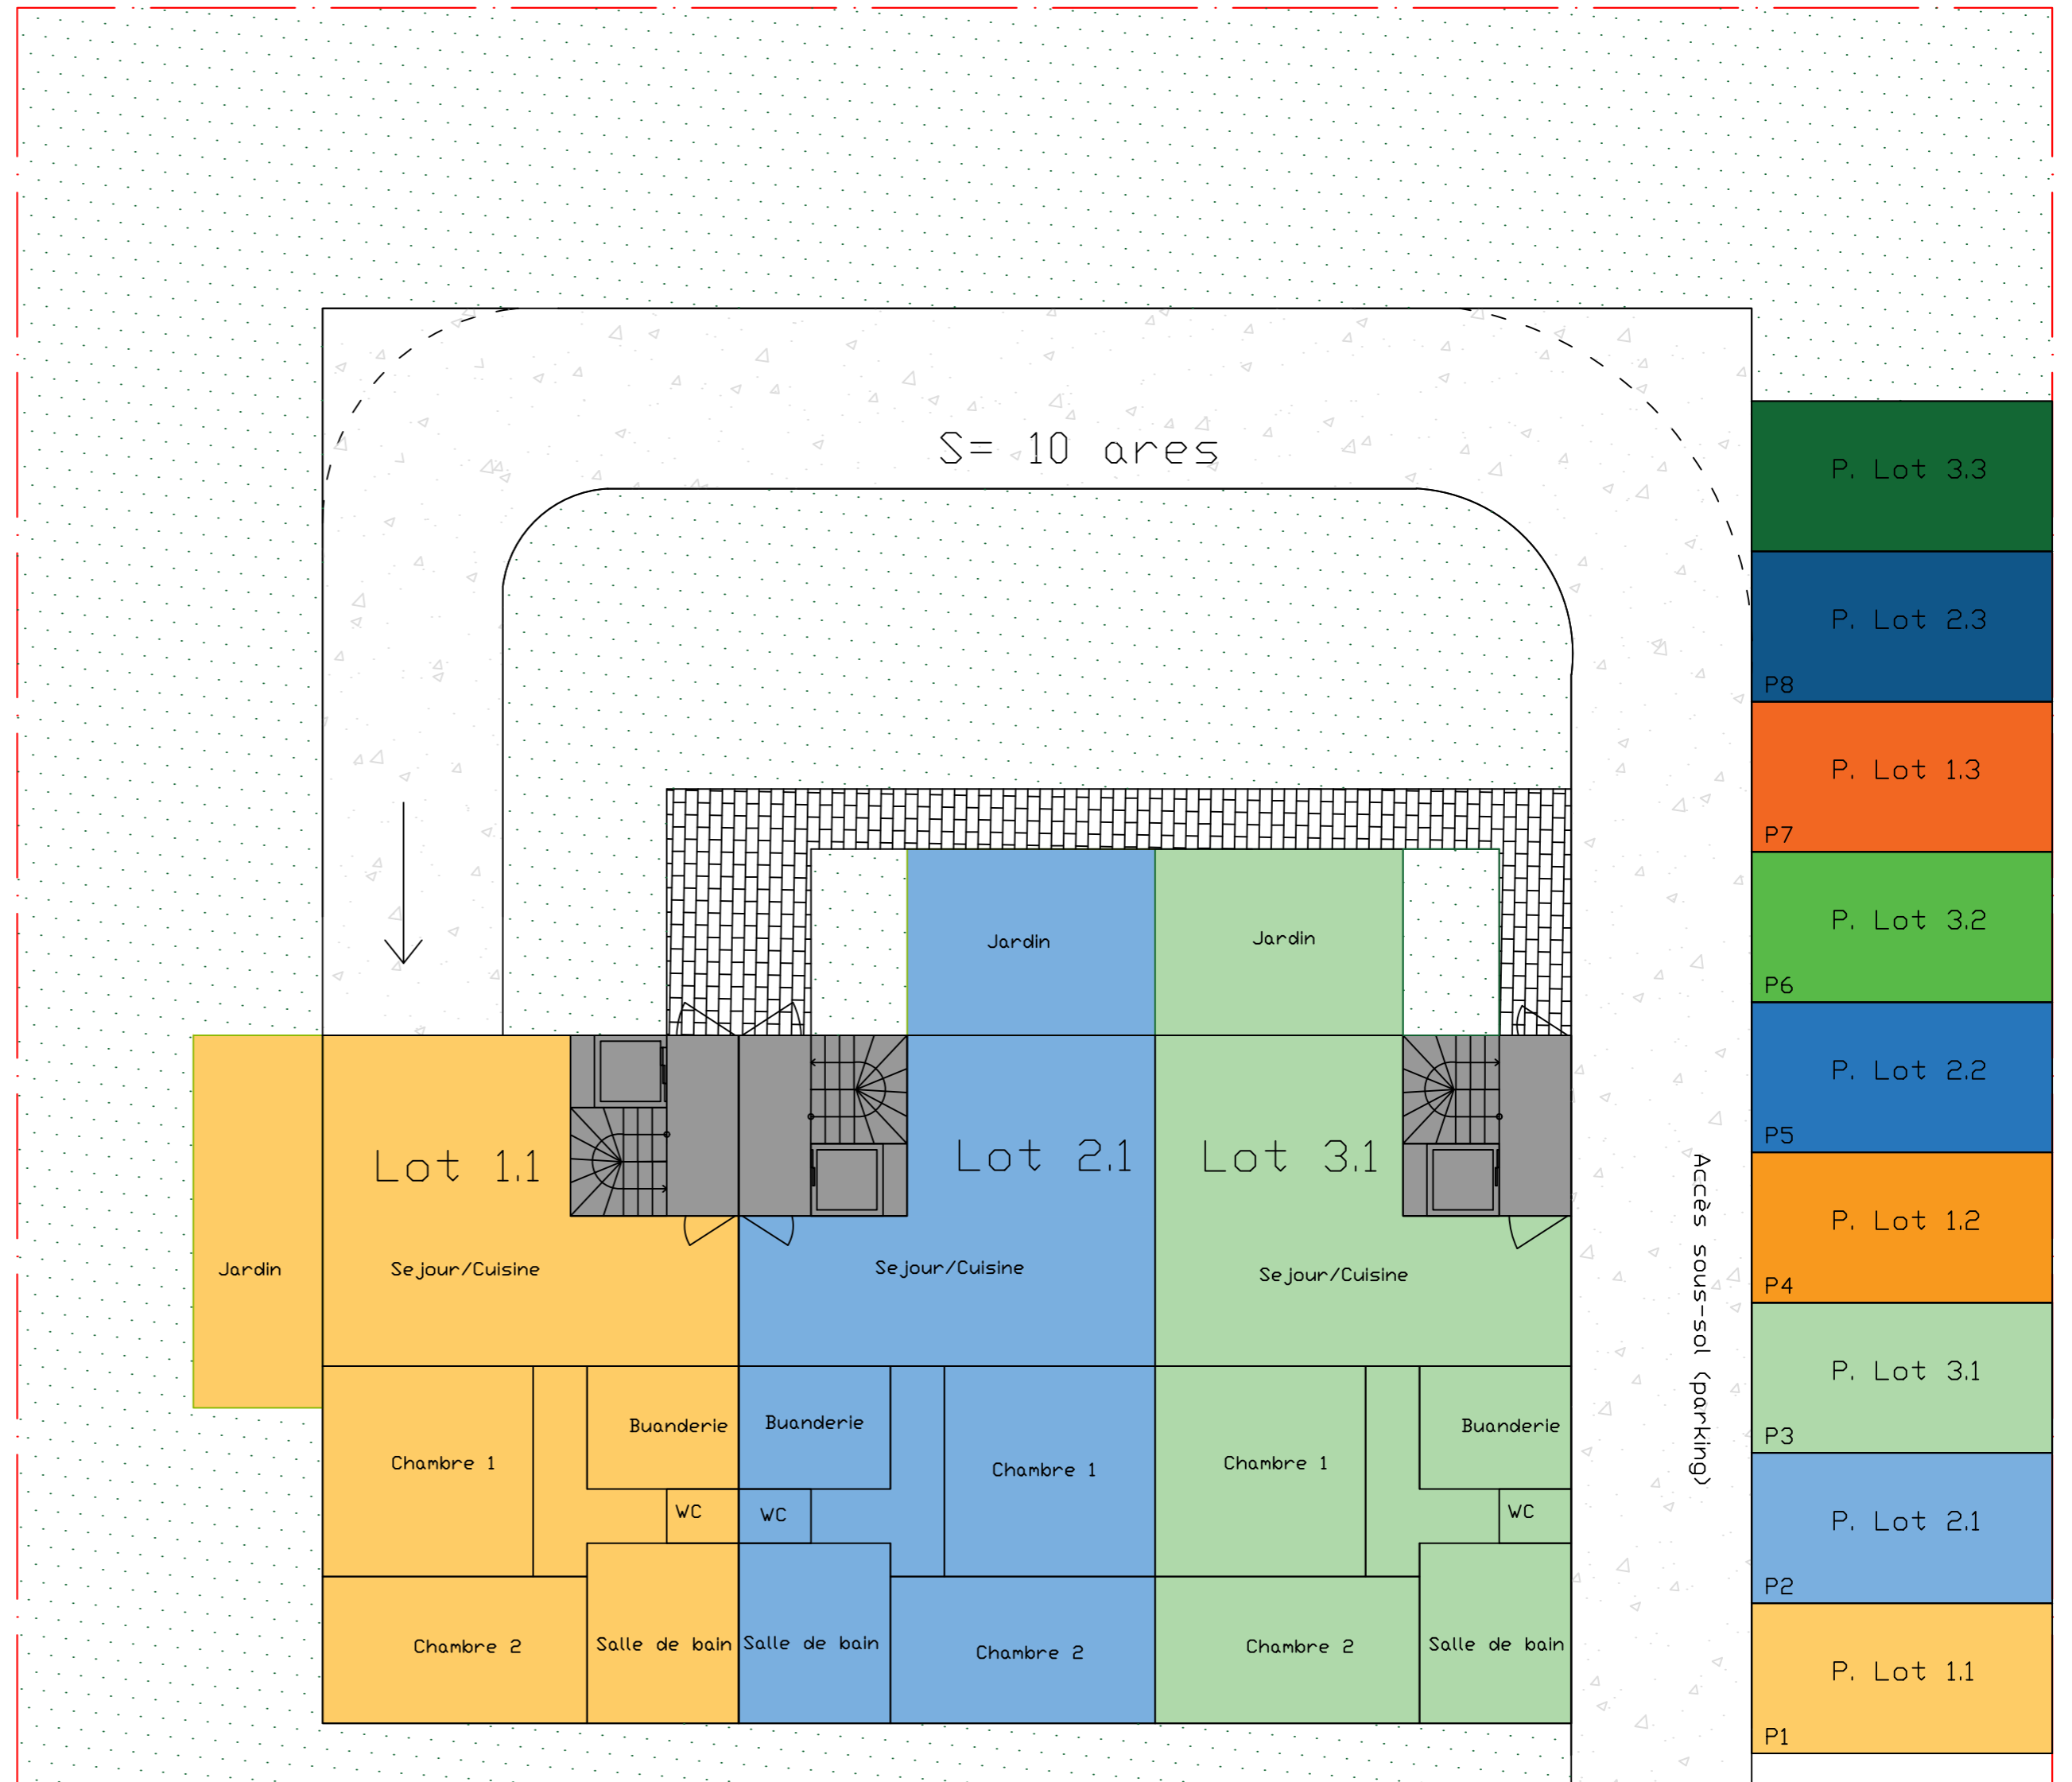 S= 10 ares
P. Lot 3.3
P. Lot 2.3
P8
P. Lot 1.3
P7
P. Lot 3.2
P6
P. Lot 2.2
P5
P. Lot 1.2
P4
P. Lot 3.1
P3
P. Lot 2.1
P2
P. Lot 1.1
P1
Accès sous-sol (parking)
Jardin
Jardin
Lot 1.1
Lot 2.1
Lot 3.1
Jardin
Sejour/Cuisine
Sejour/Cuisine
Sejour/Cuisine
Chambre 1
Buanderie
Buanderie
Chambre 1
Chambre 1
Buanderie
WC
WC
WC
Chambre 2
Salle de bain
Salle de bain
Chambre 2
Chambre 2
Salle de bain